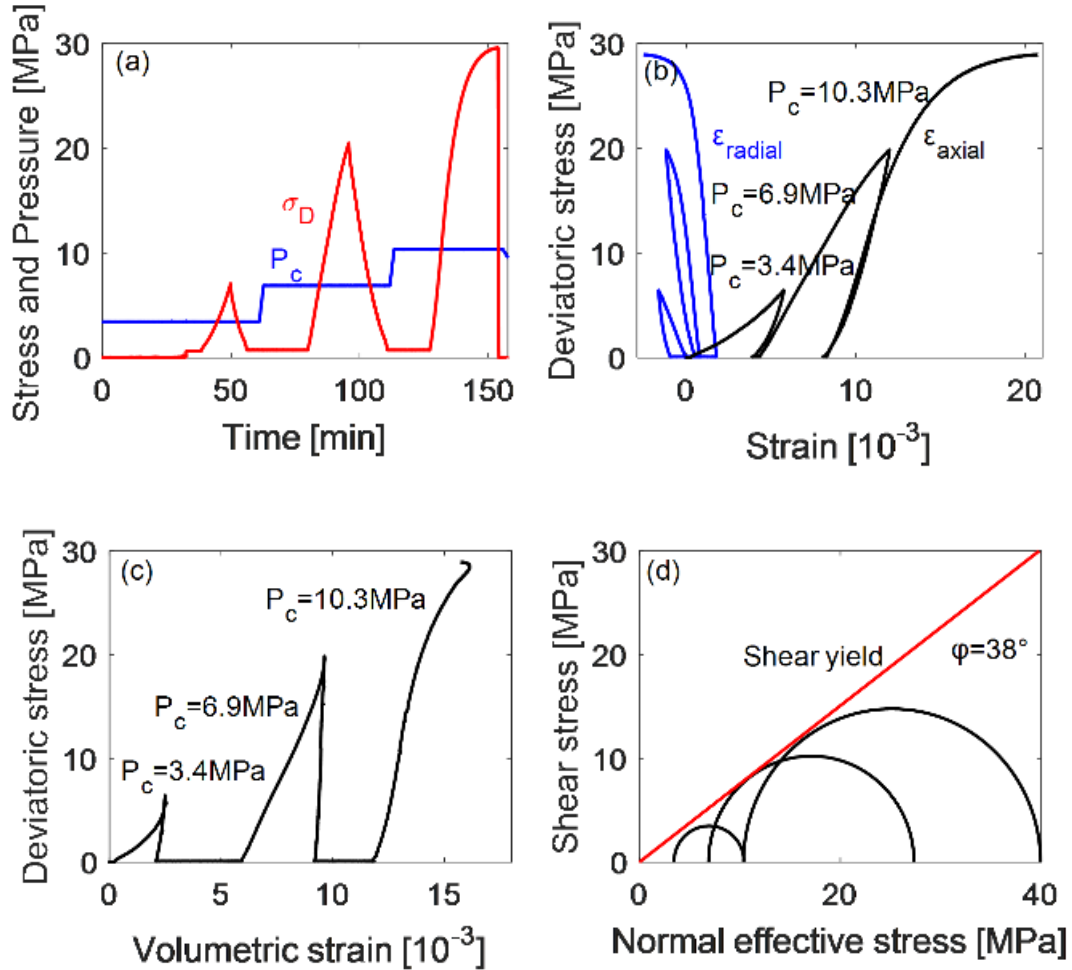 (a)
Stress and Pressure [MPa]
30
20
10
0
σD
Pc
0
50
100
150
Time [min]
(b)
Deviatoric stress [MPa]
30
20
10
0
Pc=10.3MPa
εradial
εaxial
Pc=6.9MPa
Pc=3.4MPa
0
10
20
Strain [10-3]
(c)
Deviatoric stress [MPa]
30
20
10
0
Pc=10.3MPa
Pc=6.9MPa
Pc=3.4MPa
0
5
10
15
Volumetric strain [10-3]
(d)
Shear stress [MPa]
30
20
10
0
Shear yield
φ=38°
0
20
40
Normal effective stress [MPa]